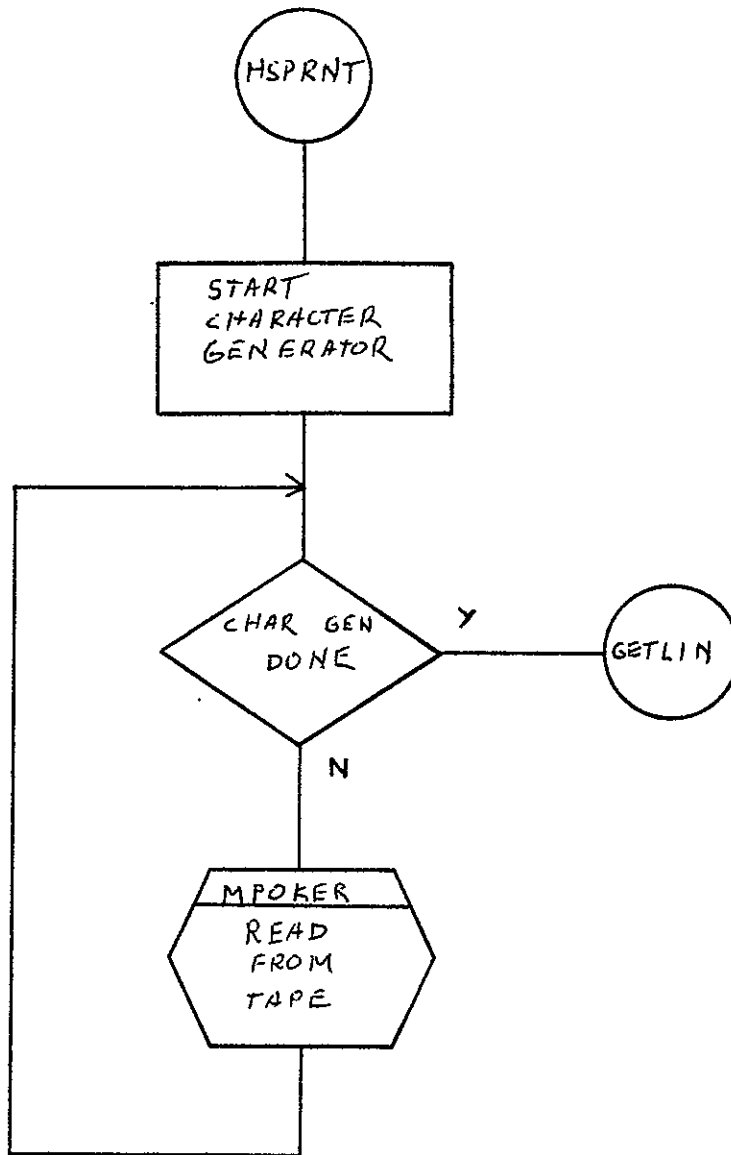 HSPRNT
START
CHARACTER
GENERATOR
CHAR GEN
DONE
Y
GETLIN
N
MPOKER
READ
FROM
TAPE